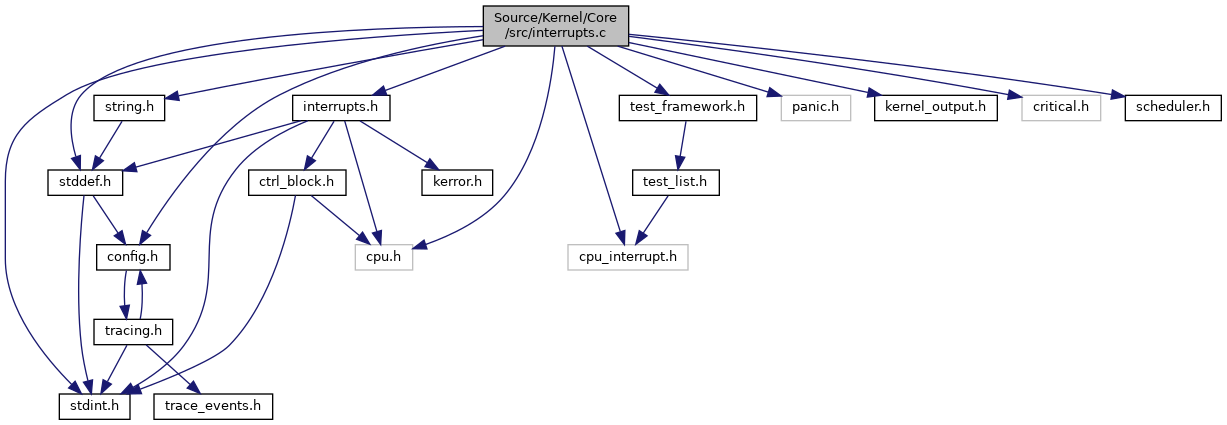 Source/Kernel/Core
/src/interrupts.c
string.h
interrupts.h
test_framework.h
panic.h
kernel_output.h
critical.h
scheduler.h
stddef.h
ctrl_block.h
kerror.h
test_list.h
config.h
cpu.h
cpu_interrupt.h
tracing.h
stdint.h
trace_events.h